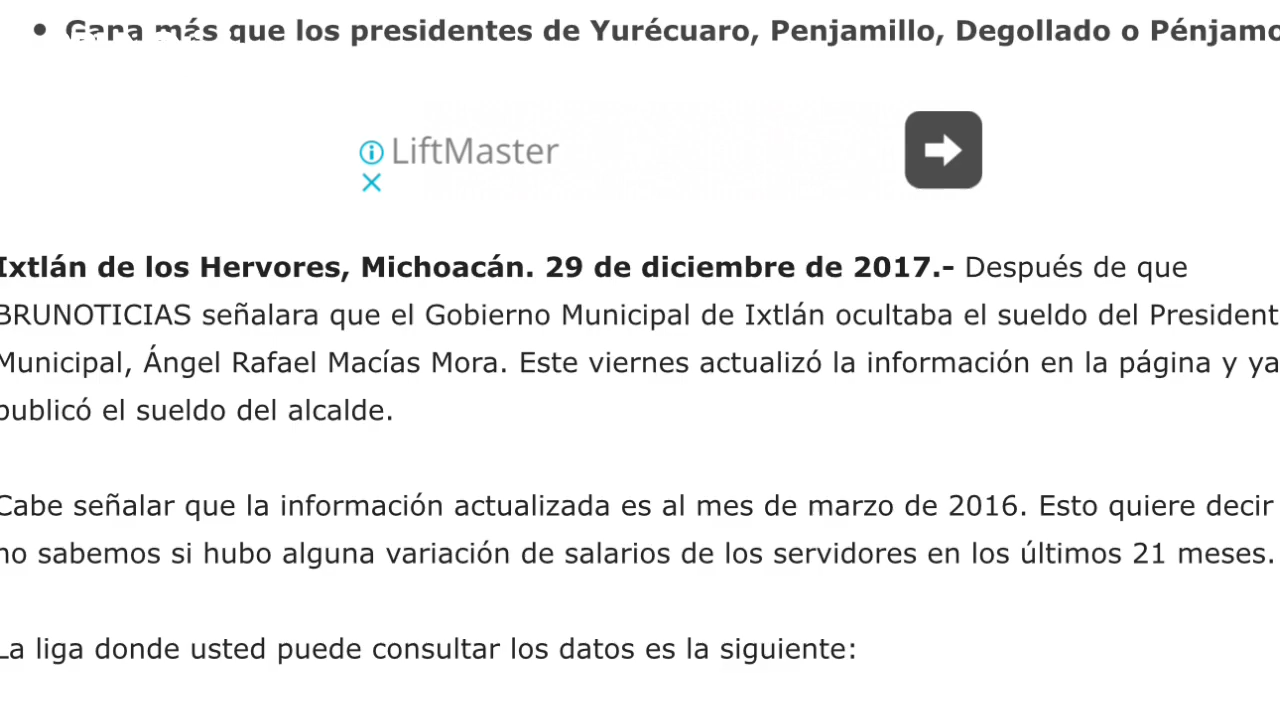 • Gana más que los presidentes de Yurécuaro, Penjamillo, Degollado o Pénjamo
LiftMaster
Ixtlán de los Hervores, Michoacán. 29 de diciembre de 2017.- Después de que
BRUNOTICIAS señalara que el Gobierno Municipal de Ixtlán ocultaba el sueldo del President
Municipal, Ángel Rafael Macías Mora. Este viernes actualizó la información en la página y ya
publicó el sueldo del alcalde.
Cabe señalar que la información actualizada es al mes de marzo de 2016. Esto quiere decir
no sabemos si hubo alguna variación de salarios de los servidores en los últimos 21 meses.
La liga donde usted puede consultar los datos es la siguiente: